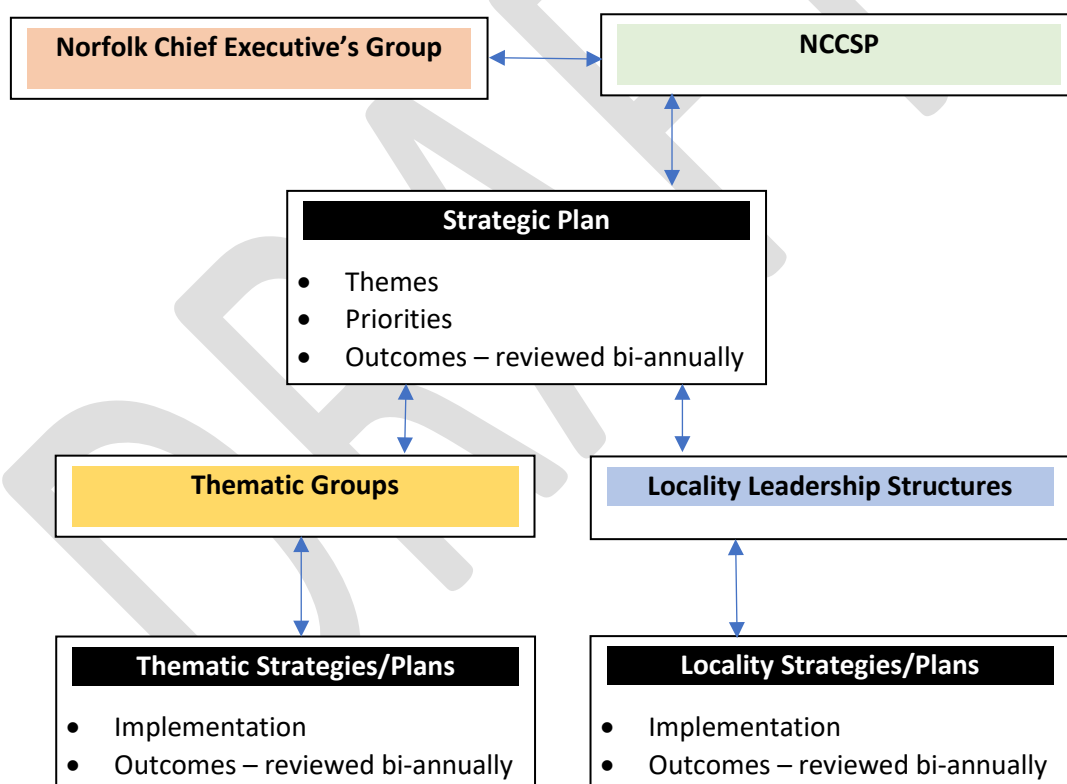 Norfolk Chief Executive’s Group
NCCSP
Strategic Plan
• Themes
• Priorities
• Outcomes – reviewed bi-annually
Thematic Groups
Locality Leadership Structures
Thematic Strategies/Plans
• Implementation
• Outcomes – reviewed bi-annually
Locality Strategies/Plans
• Implementation
• Outcomes – reviewed bi-annually
DRAFT